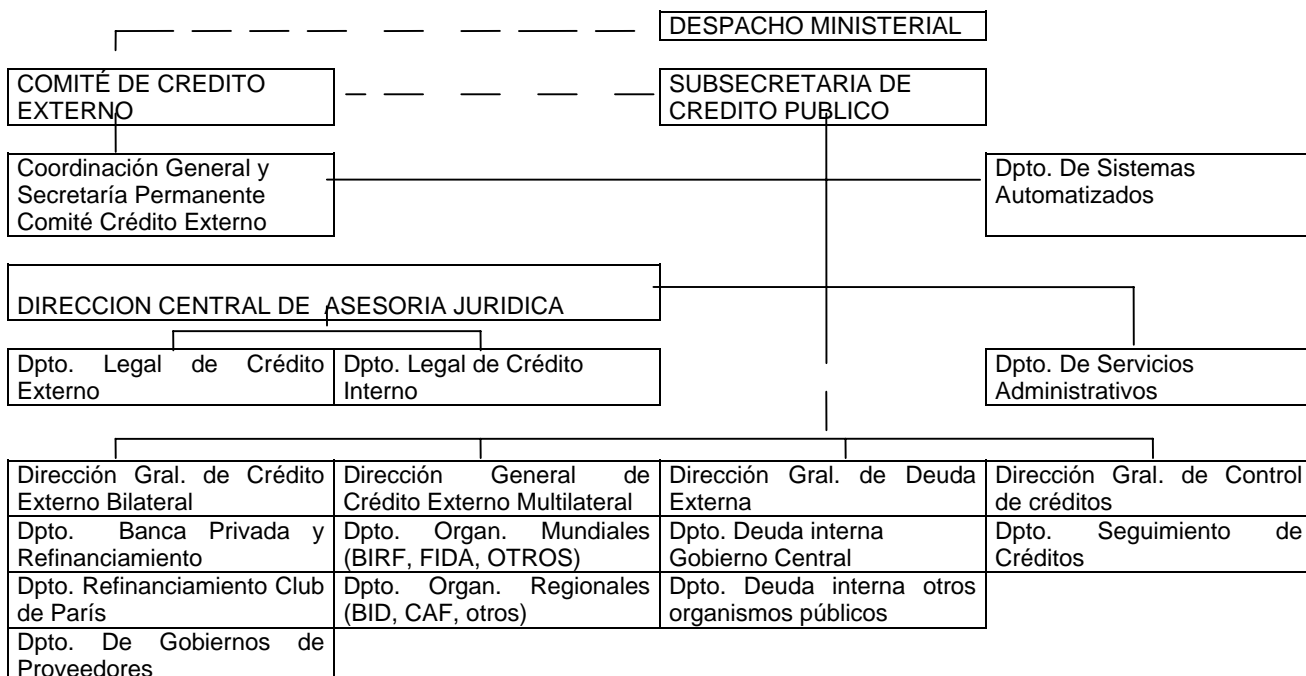 DESPACHO MINISTERIAL
COMITÉ DE CREDITO
EXTERNO
SUBSECRETARIA DE
CREDITO PUBLICO
Coordinación General y
Secretaría Permanente
Comité Crédito Externo
Dpto. De Sistemas
Automatizados
DIRECCION CENTRAL DE ASESORIA JURIDICA
Dpto. Legal de Crédito
Externo
Dpto. Legal de Crédito
Interno
Dpto. De Servicios
Administrativos
Dirección Gral. de Crédito
Externo Bilateral
Dirección General de
Crédito Externo Multilateral
Dirección Gral. de Deuda
Externa
Dirección Gral. de Control
de créditos
Dpto. Banca Privada y
Refinanciamiento
Dpto. Organ. Mundiales
(BIRF, FIDA, OTROS)
Dpto. Deuda interna
Gobierno Central
Dpto. Seguimiento de
Créditos
Dpto. Refinanciamiento Club
de París
Dpto. Organ. Regionales
(BID, CAF, otros)
Dpto. Deuda interna otros
organismos públicos
Dpto. De Gobiernos de
Proveedores